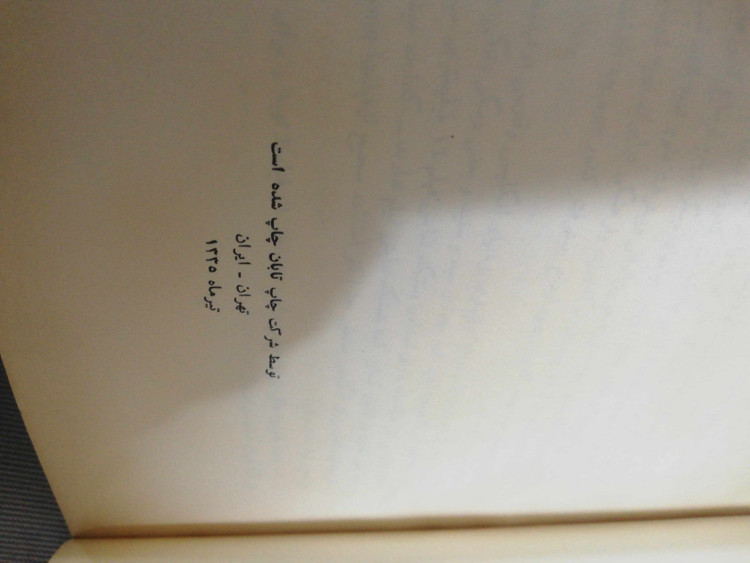 توسط شرکت چاپ تابان چاپ شده است
تهران - ایران
تیرماه ۱۳۳۵